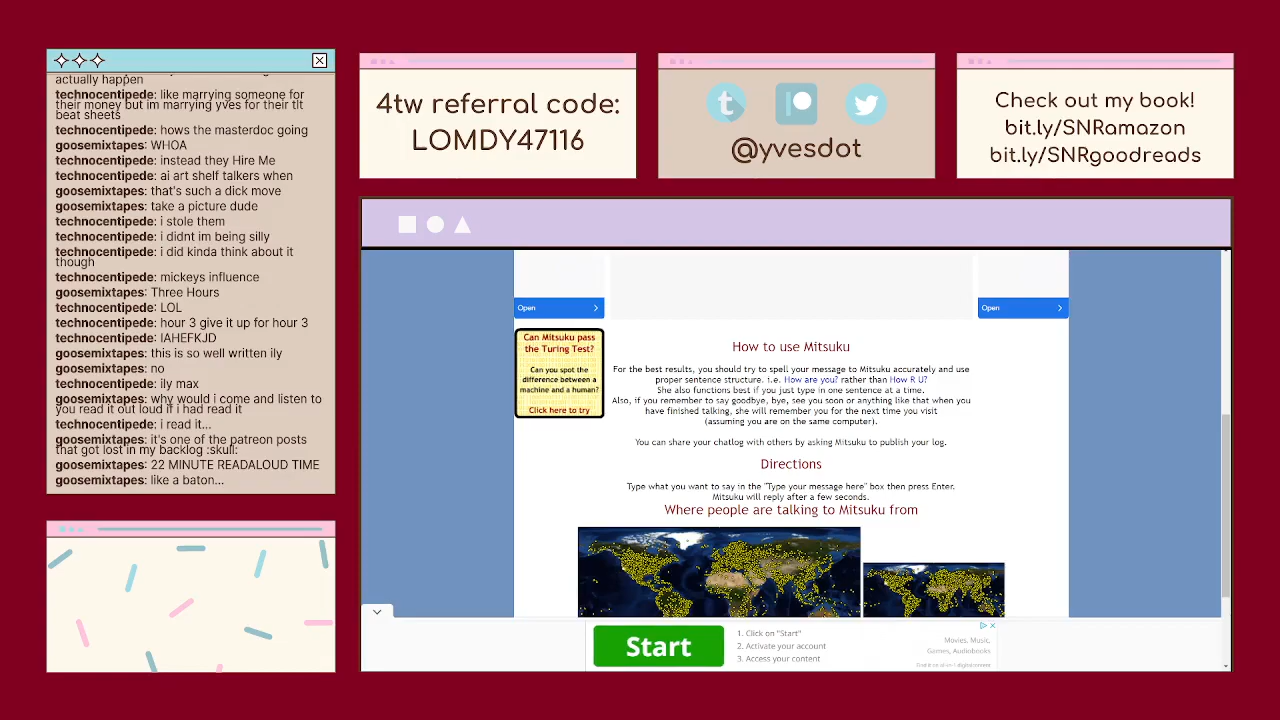 actually happen
technocentipede: like marrying someone for
their money but im marrying yves for their tit
beat sheets
technocentipede: hows the masterdoc going
goosemixtapes: WHOA
technocentipede: instead they Hire Me
technocentipede: ai art shelf talkers when
goosemixtapes: that's such a dick move
goosemixtapes: take a picture dude
technocentipede: i stole them
technocentipede: i didnt im being silly
technocentipede: i did kinda think about it
though
technocentipede: mickeys influence
goosemixtapes: Three Hours
technocentipede: LOL
technocentipede: hour 3 give it up for hour 3
technocentipede: IAHEFKJD
goosemixtapes: this is so well written ily
goosemixtapes: no
technocentipede: ily max
goosemixtapes: why would i come and listen to
you read it out loud if i had read it
technocentipede: i read it...
goosemixtapes: it's one of the patreon posts
that got lost in my backlog :skull:
goosemixtapes: 22 MINUTE READALOUD TIME
goosemixtapes: like a baton...
4tw referral code:
LOMDY47116
@yvesdot
Check out my book!
bit.ly/SNRamazon
bit.ly/SNRgoodreads
Open
Open
Can Mitsuku pass
the Turing Test?
Can you spot the
difference between a
machine and a human?
Click here to try
How to use Mitsuku
For the best results, you should try to spell your message to Mitsuku accurately and use
proper sentence structure. i.e. How are you? rather than How R U?
She also functions best if you just type in one sentence at a time.
Also, if you remember to say goodbye, bye, see you soon or anything like that when you
have finished talking, she will remember you for the next time you visit
(assuming you are on the same computer).
You can share your chatlog with others by asking Mitsuku to publish your log.
Directions
Type what you want to say in the "Type your message here" box then press Enter.
Mitsuku will reply after a few seconds.
Where people are talking to Mitsuku from
Start
1. Click on "Start"
2. Activate your account
3. Access your content
Movies, Music,
Games, Audiobooks